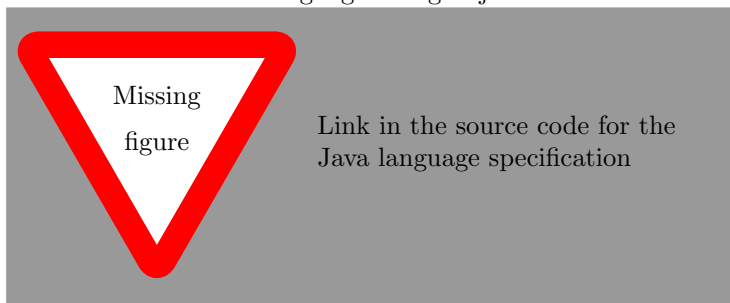 Missing
figure
Link in the source code for the
Java language specification